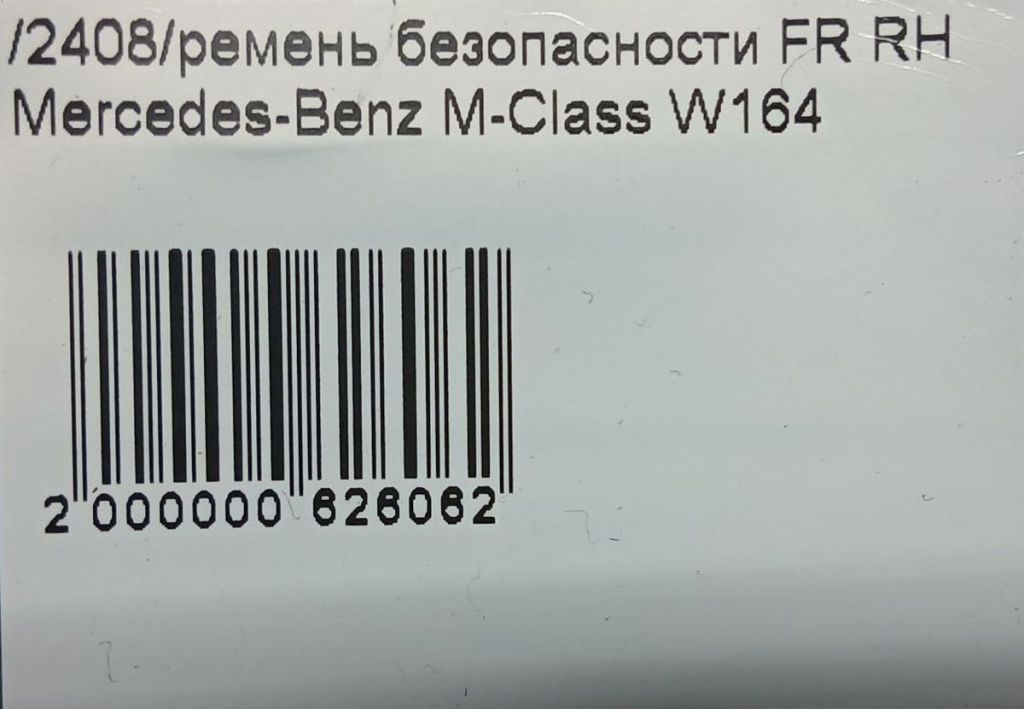 /2408/ремень безопасности FR RH
Mercedes-Benz M-Class W164
2 000000 626062